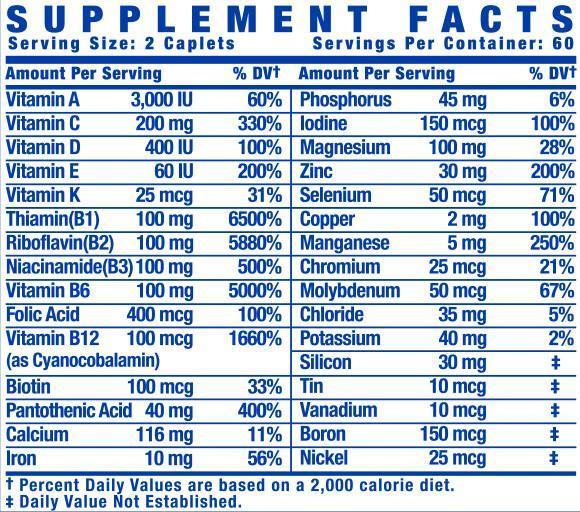 SUPPLEMENT FACTS
Serving Size: 2 Caplets Servings Per Container: 60
Amount Per Serving % DV†
Vitamin A 3,000 IU 60%
Vitamin C 200 mg 330%
Vitamin D 400 IU 100%
Vitamin E 60 IU 200%
Vitamin K 25 mcg 31%
Thiamin(B1) 100 mg 6500%
Riboflavin(B2) 100 mg 5880%
Niacinamide(B3) 100 mg 500%
Vitamin B6 100 mg 5000%
Folic Acid 400 mcg 100%
Vitamin B12 100 mcg 1660%
(as Cyanocobalamin)
Biotin 100 mcg 33%
Pantothenic Acid 40 mg 400%
Calcium 116 mg 11%
Iron 10 mg 56%
Amount Per Serving % DV†
Phosphorus 45 mg 6%
Iodine 150 mcg 100%
Magnesium 100 mg 28%
Zinc 30 mg 200%
Selenium 50 mcg 71%
Copper 2 mg 100%
Manganese 5 mg 250%
Chromium 25 mcg 21%
Molybdenum 50 mcg 67%
Chloride 35 mg 5%
Potassium 40 mg 2%
Silicon 30 mg ‡
Tin 10 mcg ‡
Vanadium 10 mcg ‡
Boron 150 mcg ‡
Nickel 25 mcg ‡
† Percent Daily Values are based on a 2,000 calorie diet.
‡ Daily Value Not Established.